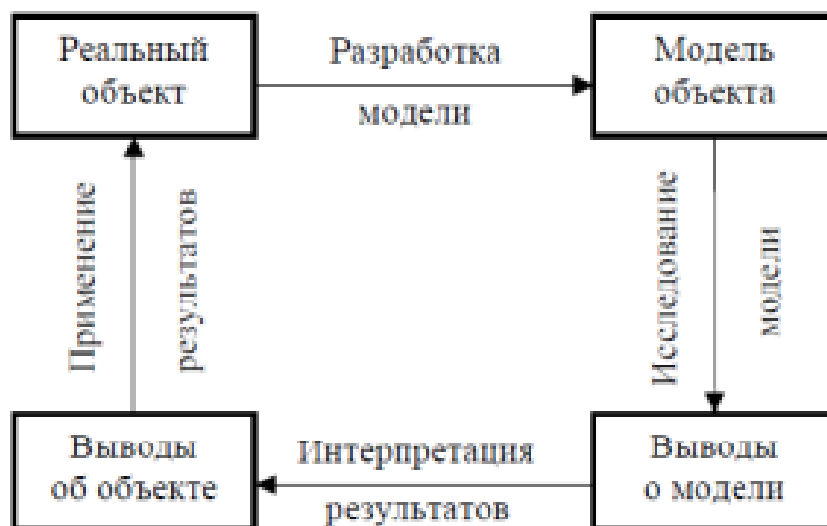 Реальный
объект
Разработка
модели
Модель
объекта
Применение
результатов
Исследование
модели
Выводы
об объекте
Интерпретация
результатов
Выводы
о модели